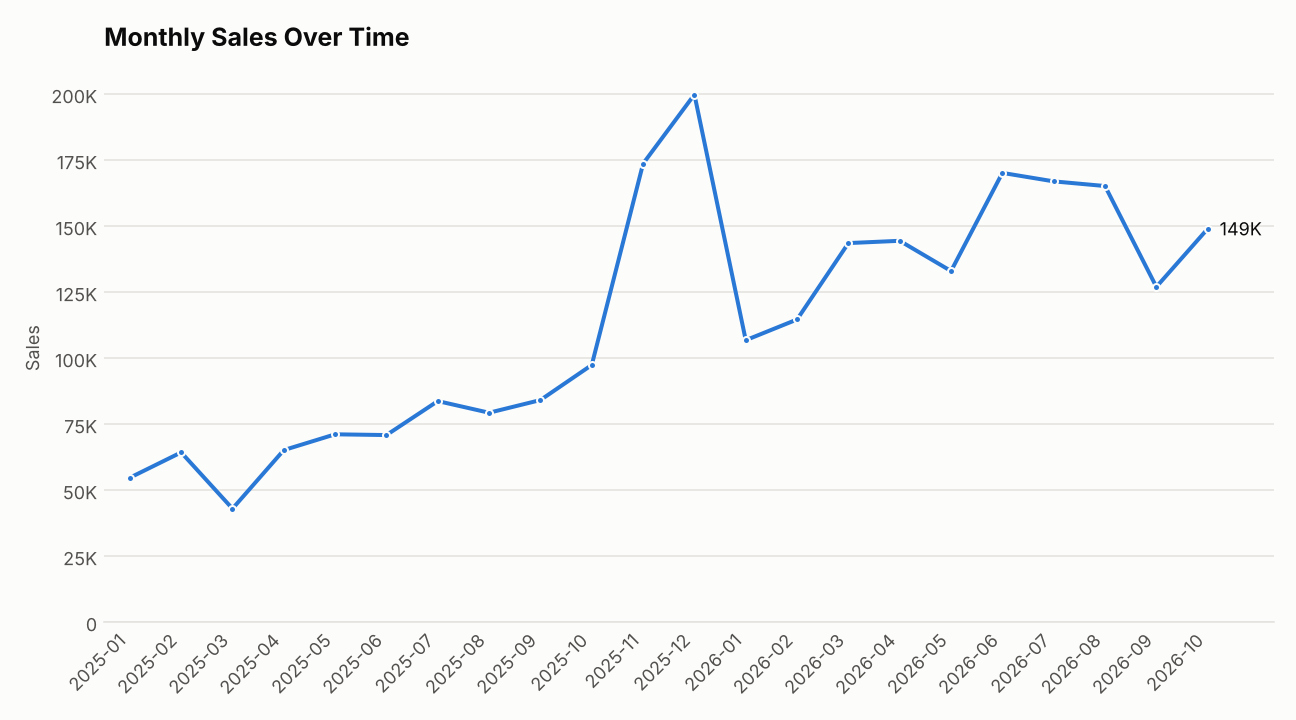 Monthly Sales Over Time
200K
175K
150K
125K
100K
75K
50K
25K
0
Sales
149K
2025-01
2025-02
2025-03
2025-04
2025-05
2025-06
2025-07
2025-08
2025-09
2025-10
2025-11
2025-12
2026-01
2026-02
2026-03
2026-04
2026-05
2026-06
2026-07
2026-08
2026-09
2026-10